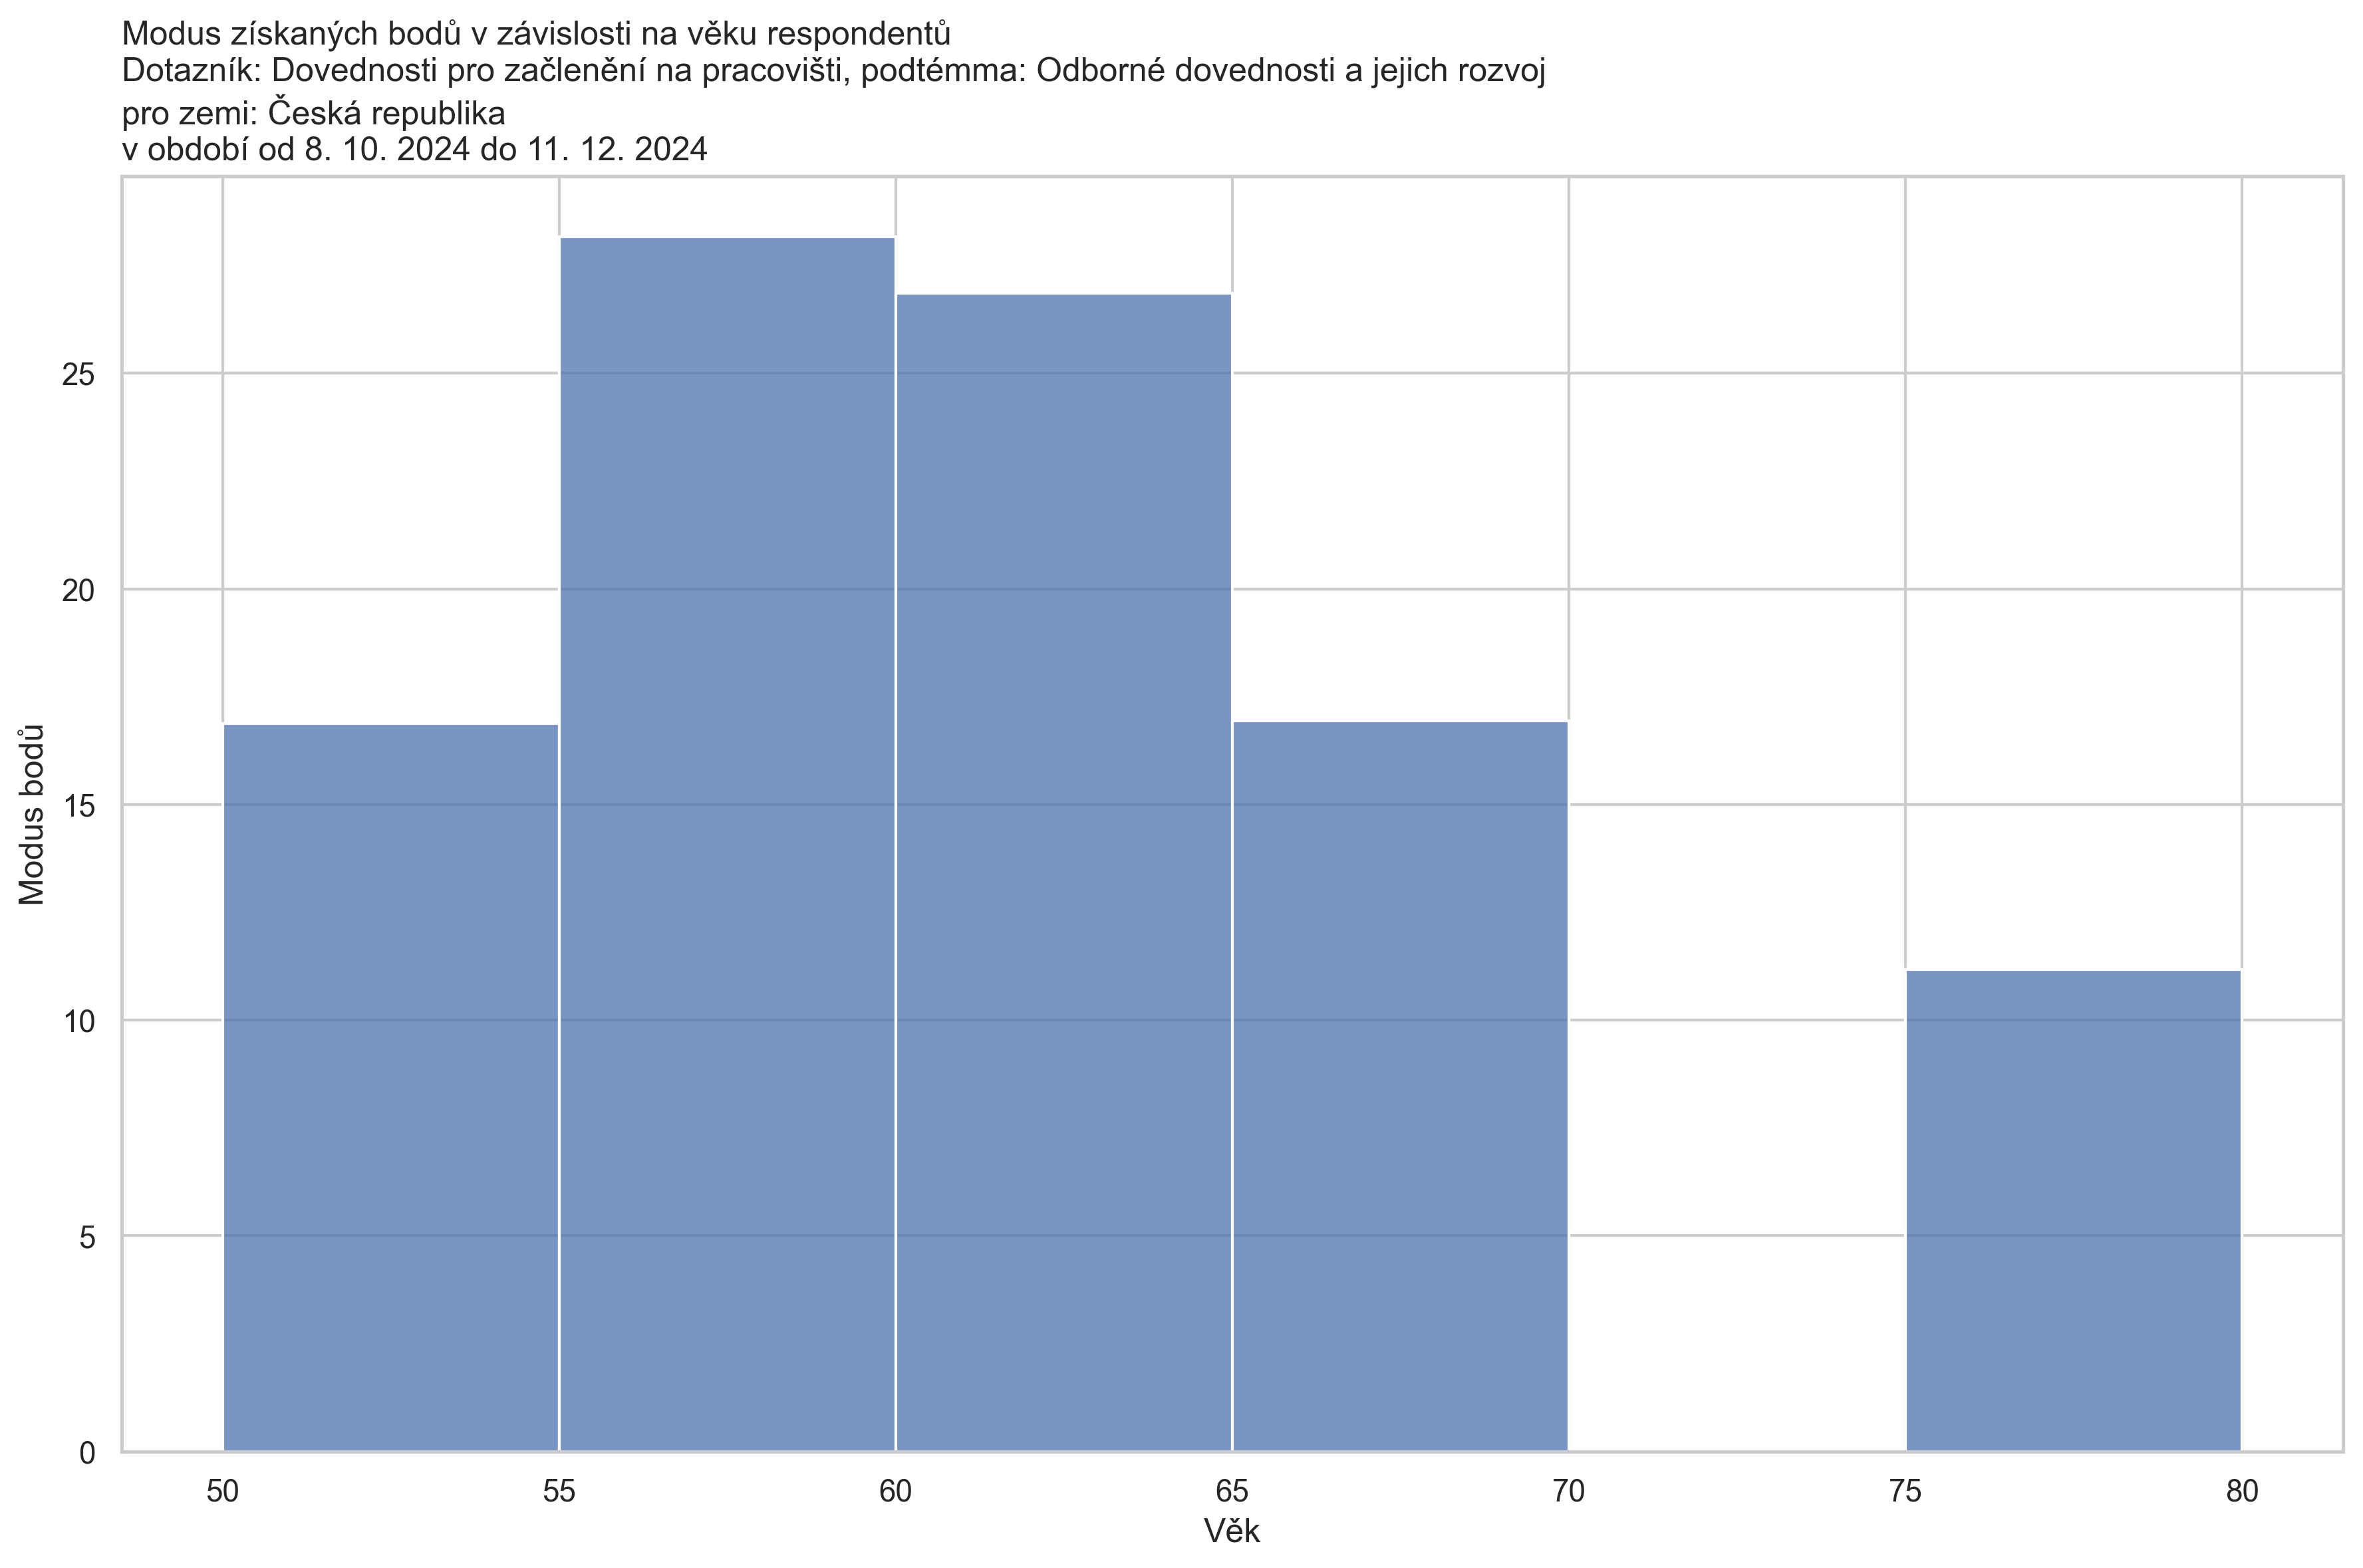 Modus získaných bodů v závislosti na věku respondentů
Dotazník: Dovednosti pro začlenění na pracovišti, podtémma: Odborné dovednosti a jejich rozvoj
pro zemi: Česká republika
v období od 8. 10. 2024 do 11. 12. 2024
25
20
15
10
5
0
Modus bodů
50 55 60 65 70 75 80
Věk